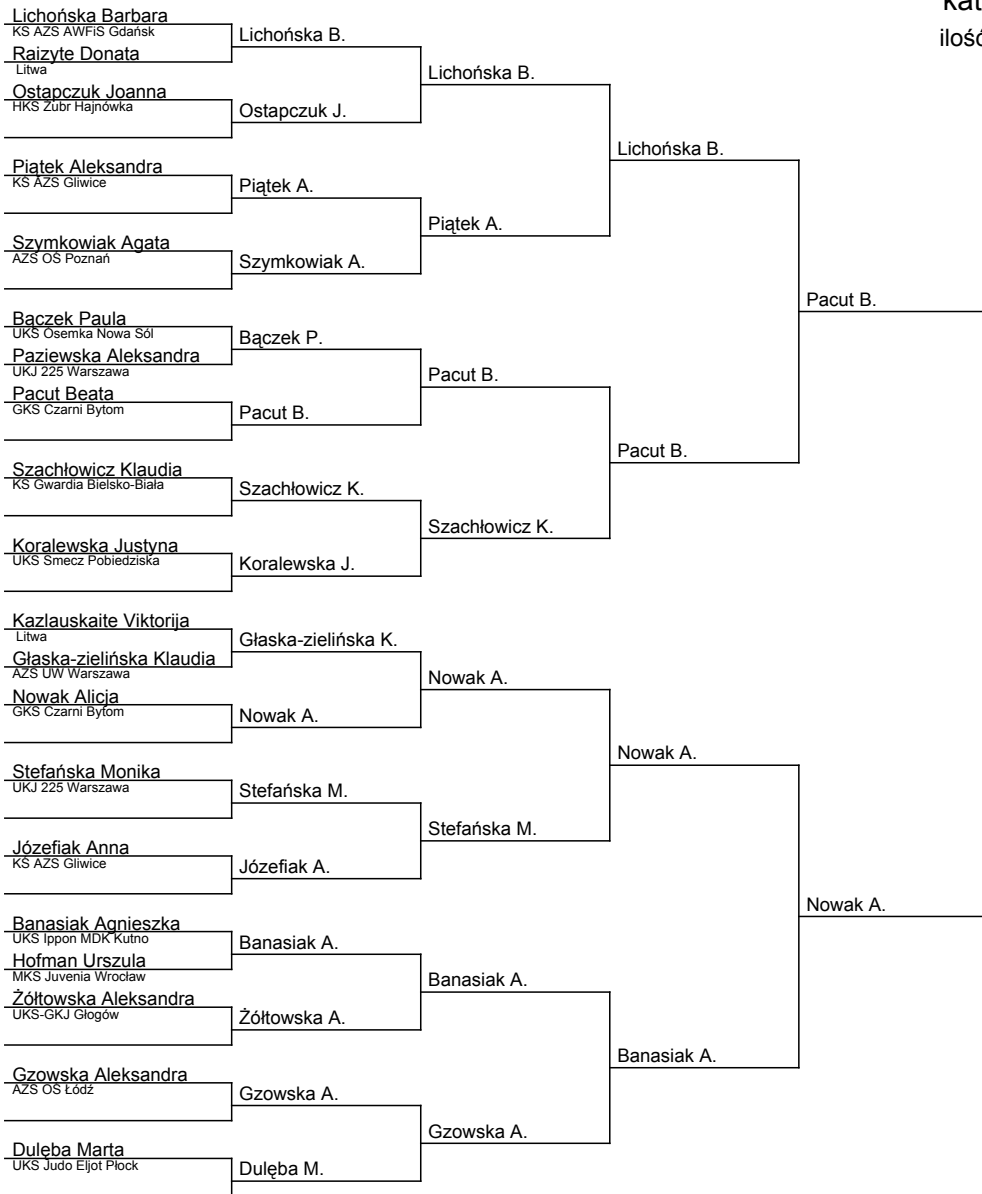 kat
ilość
Lichońska Barbara
KS AZS AWFiS Gdańsk
Raizyte Donata
Litwa
Ostapczuk Joanna
HKS Żubr Hajnówka
Piątek Aleksandra
KS AZS Gliwice
Szymkowiak Agata
AZS OŚ Poznań
Bączek Paula
UKS Ósemka Nowa Sól
Paziewska Aleksandra
UKJ 225 Warszawa
Pacut Beata
GKS Czarni Bytom
Szachłowicz Klaudia
KS Gwardia Bielsko-Biała
Koralewska Justyna
UKS Smecz Pobiedziska
Kazlauskaite Viktorija
Litwa
Głaska-zielińska Klaudia
AZS UW Warszawa
Nowak Alicja
GKS Czarni Bytom
Stefańska Monika
UKJ 225 Warszawa
Józefiak Anna
KS AZS Gliwice
Banasiak Agnieszka
UKS Ippon MDK Kutno
Hofman Urszula
MKS Juvenia Wrocław
Żółtowska Aleksandra
UKS-GKJ Głogów
Gzowska Aleksandra
AZS OŚ Łódź
Dulęba Marta
UKS Judo Eljot Płock
Lichońska B.
Ostapczuk J.
Piątek A.
Szymkowiak A.
Bączek P.
Pacut B.
Szachłowicz K.
Koralewska J.
Głaska-zielińska K.
Nowak A.
Stefańska M.
Józefiak A.
Banasiak A.
Żółtowska A.
Gzowska A.
Dulęba M.
Lichońska B.
Piątek A.
Pacut B.
Szachłowicz K.
Nowak A.
Stefańska M.
Banasiak A.
Gzowska A.
Lichońska B.
Pacut B.
Nowak A.
Banasiak A.
Pacut B.
Nowak A.